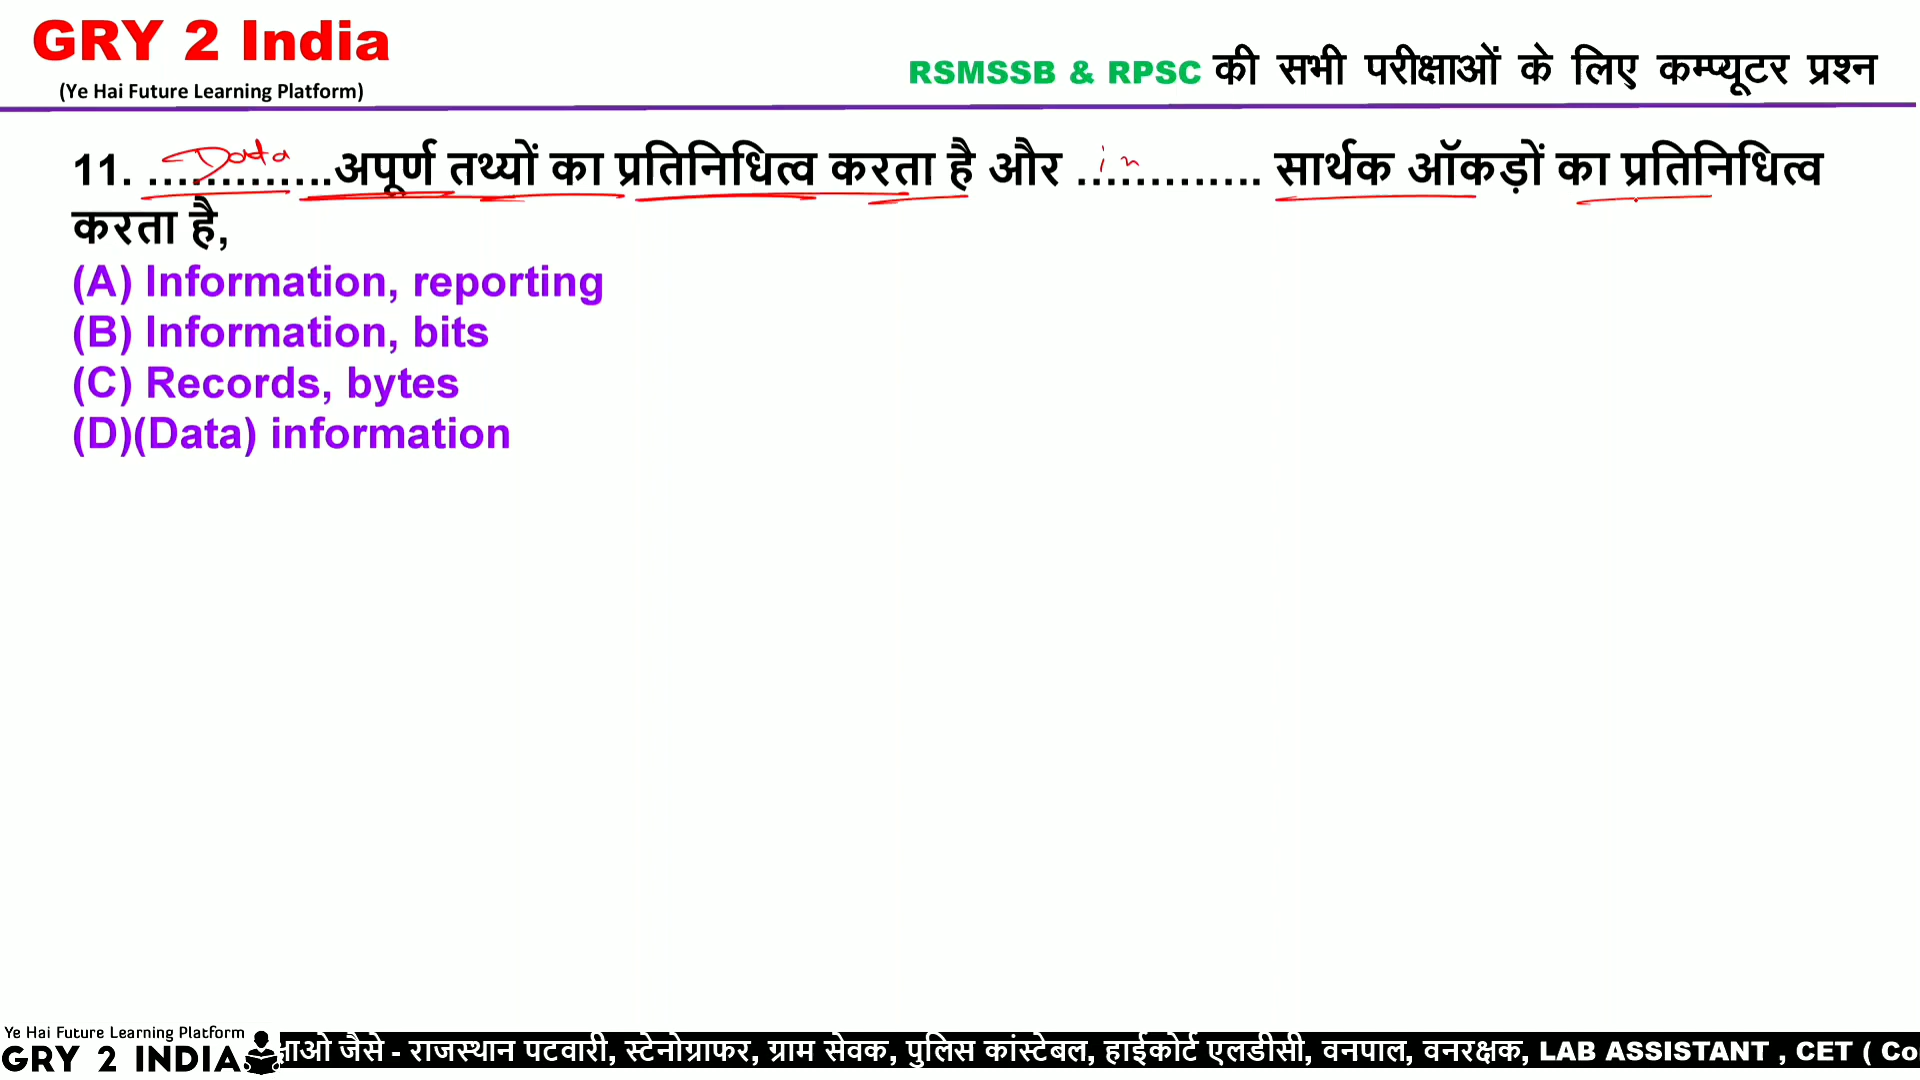 GRY 2 India
(Ye Hai Future Learning Platform)
RSMSSB & RPSC की सभी परीक्षाओं के लिए कम्प्यूटर प्रश्न
Data in
11. .............अपूर्ण तथ्यों का प्रतिनिधित्व करता है और ............. सार्थक ऑकड़ों का प्रतिनिधित्व
करता है,
(A) Information, reporting
(B) Information, bits
(C) Records, bytes
(D)(Data) information
Ye Hai Future Learning Platform
GRY 2 INDIA
जैसे - राजस्थान पटवारी, स्टेनोग्राफर, ग्राम सेवक, पुलिस कांस्टेबल, हाईकोर्ट एलडीसी, वनपाल, वनरक्षक, LAB ASSISTANT , CET ( Co